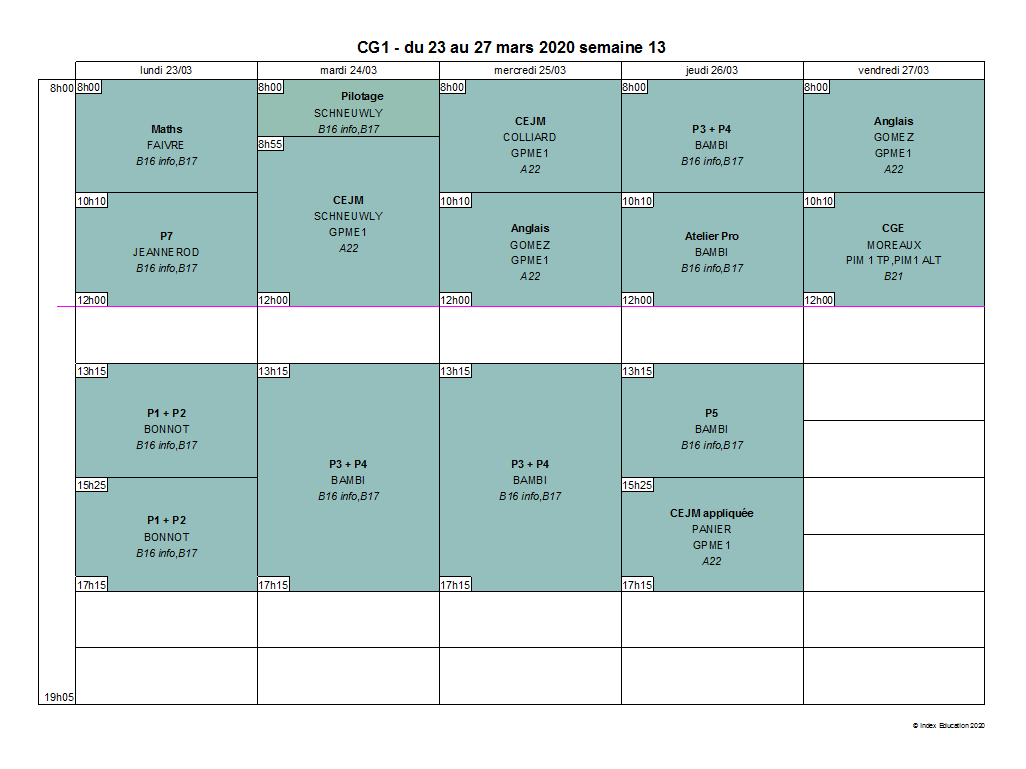 CG1 - du 23 au 27 mars 2020 semaine 13
lundi 23/03
mardi 24/03
mercredi 25/03
jeudi 26/03
vendredi 27/03
8h00
8h00
Maths
FAIVRE
B16 info,B17
10h10
P7
JEANNEROD
B16 info,B17
12h00
13h15
P1 + P2
BONNOT
B16 info,B17
15h25
P1 + P2
BONNOT
B16 info,B17
17h15
8h00
Pilotage
SCHNEUWLY
B16 info,B17
8h55
CEJM
SCHNEUWLY
GPME1
A22
12h00
13h15
P3 + P4
BAMBI
B16 info,B17
17h15
8h00
CEJM
COLLIARD
GPME1
A22
10h10
Anglais
GOMEZ
GPME1
A22
12h00
13h15
P3 + P4
BAMBI
B16 info,B17
17h15
8h00
P3 + P4
BAMBI
B16 info,B17
10h10
Atelier Pro
BAMBI
B16 info,B17
12h00
13h15
P5
BAMBI
B16 info,B17
15h25
CEJM appliquée
PANIER
GPME1
A22
17h15
8h00
Anglais
GOMEZ
GPME1
A22
10h10
CGE
MOREAUX
PIM 1 TP,PIM1 ALT
B21
12h00
19h05
© Index Education 2020